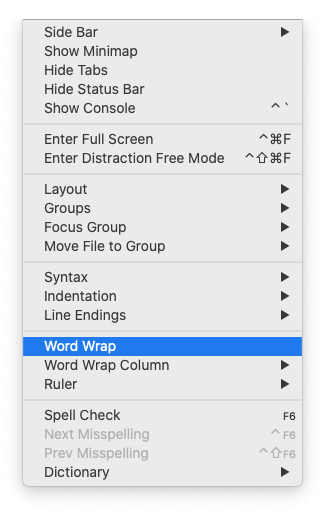 Side Bar ▶
Show Minimap
Hide Tabs
Hide Status Bar
Show Console ^`
Enter Full Screen ^⌘F
Enter Distraction Free Mode ^⇧⌘F
Layout ▶
Groups ▶
Focus Group ▶
Move File to Group ▶
Syntax ▶
Indentation ▶
Line Endings ▶
Word Wrap
Word Wrap Column ▶
Ruler ▶
Spell Check F6
Next Misspelling ^F6
Prev Misspelling ^⇧F6
Dictionary ▶